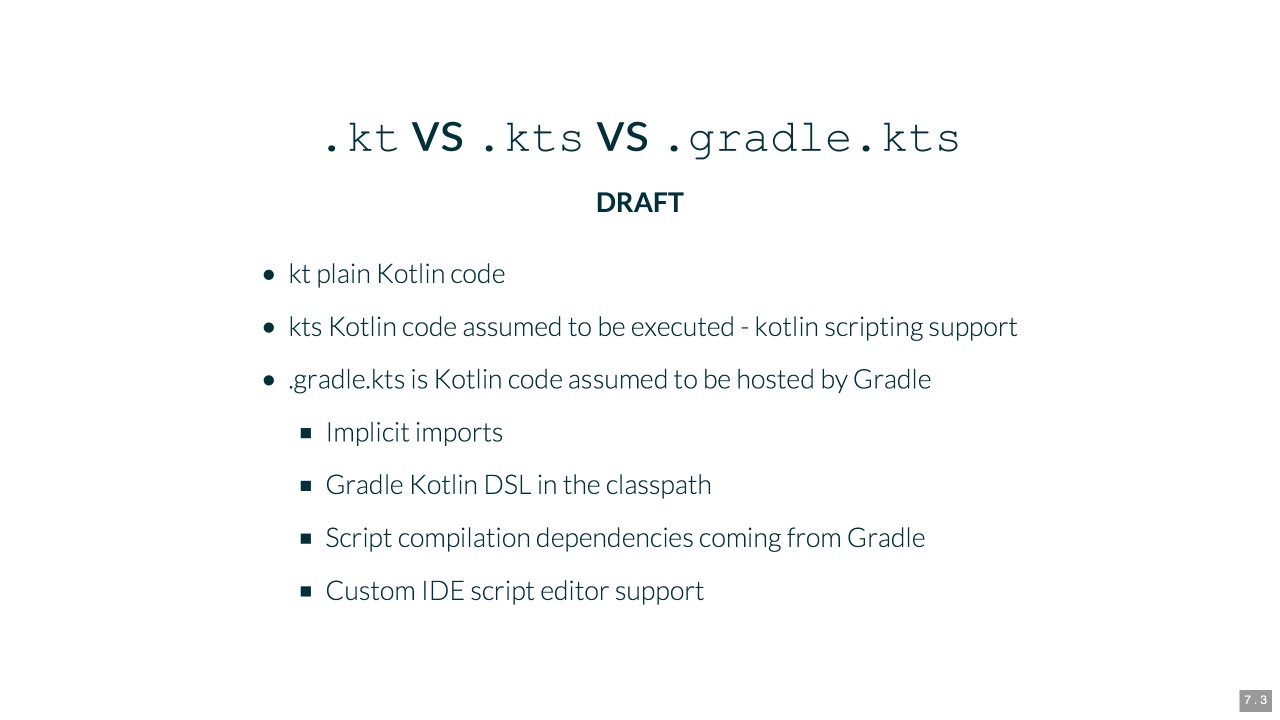 .kt VS .kts VS .gradle.kts
DRAFT
kt plain Kotlin code
kts Kotlin code assumed to be executed - kotlin scripting support
.gradle.kts is Kotlin code assumed to be hosted by Gradle
Implicit imports
Gradle Kotlin DSL in the classpath
Script compilation dependencies coming from Gradle
Custom IDE script editor support
7.3